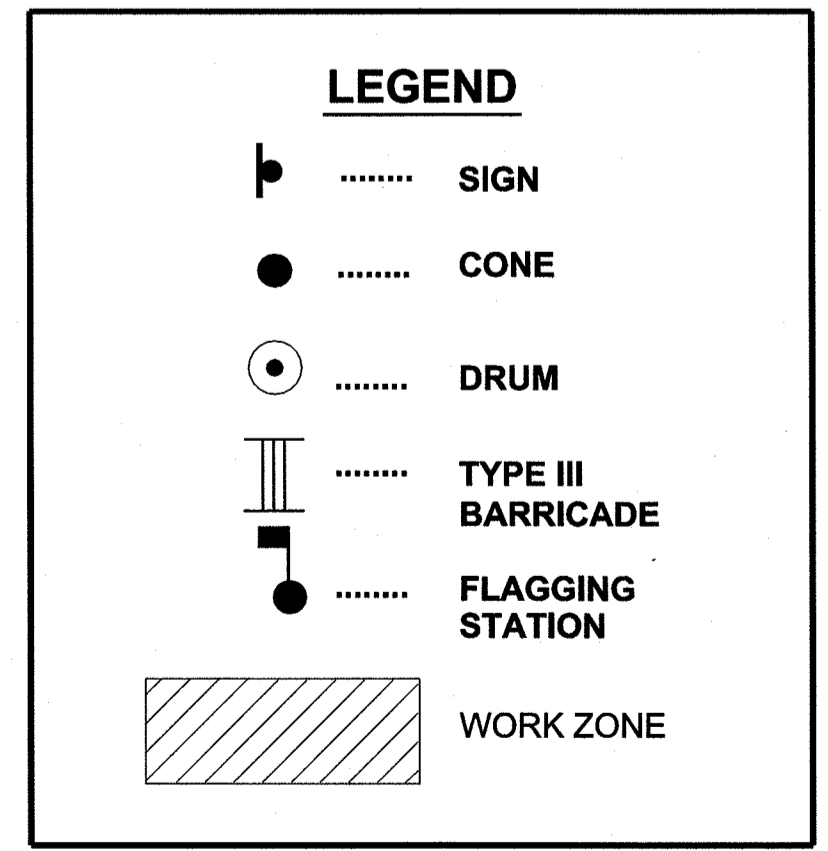 LEGEND
........ SIGN
........ CONE
........ DRUM
........ TYPE III
BARRICADE
........ FLAGGING
STATION
WORK ZONE